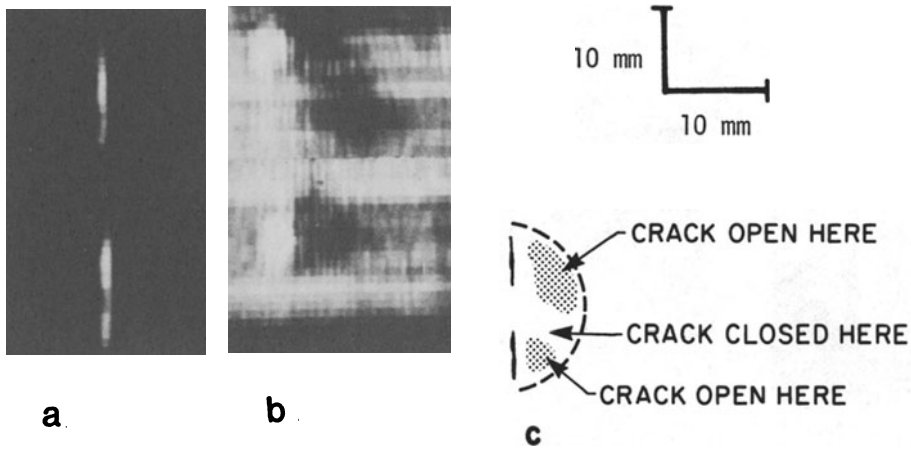 10 mm
10 mm
CRACK OPEN HERE
CRACK CLOSED HERE
CRACK OPEN HERE
a
b
c